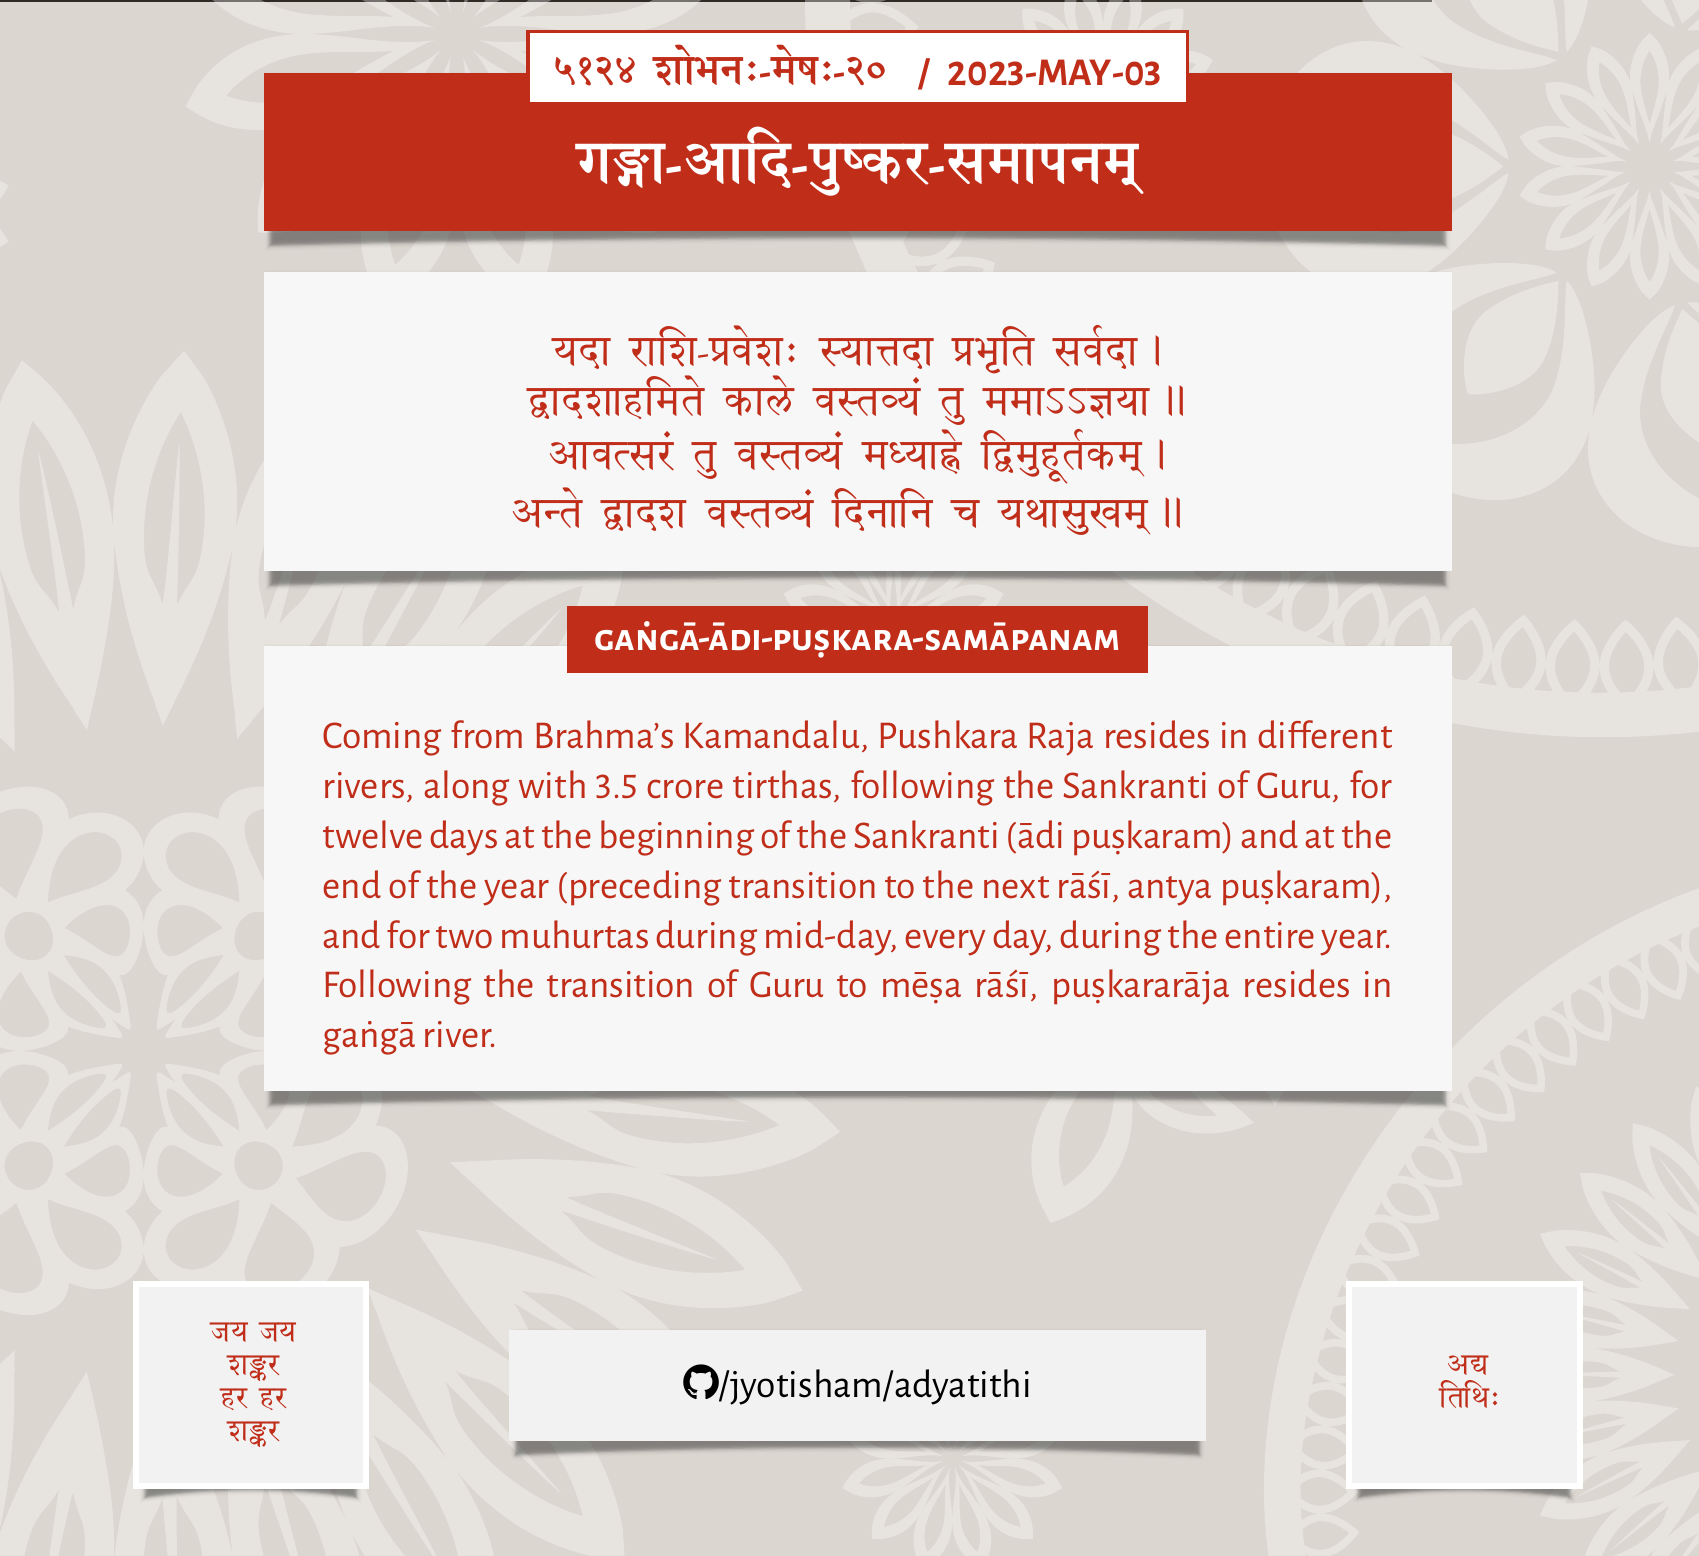 ५१२४ शोभनः-मेषः-२० / 2023-MAY-03
गङ्गा-आदि-पुष्कर-समापनम्
यदा राशि-प्रवेशः स्यात्तदा प्रभृति सर्वदा ।
द्वादशाहमिते काले वस्तव्यं तु ममाऽऽज्ञया ॥
आवत्सरं तु वस्तव्यं मध्याह्ने द्विमुहूर्तकम् ।
अन्ते द्वादश वस्तव्यं दिनानि च यथासुखम् ॥
GAṄGĀ-ĀDI-PUṢKARA-SAMĀPANAM
Coming from Brahma’s Kamandalu, Pushkara Raja resides in different
rivers, along with 3.5 crore tirthas, following the Sankranti of Guru, for
twelve days at the beginning of the Sankranti (ādi puṣkaram) and at the
end of the year (preceding transition to the next rāśī, antya puṣkaram),
and for two muhurtas during mid-day, every day, during the entire year.
Following the transition of Guru to mēṣa rāśī, puṣkararāja resides in
gaṅgā river.
जय जय
शङ्कर
हर हर
शङ्कर
/jyotisham/adyatithi
अद्य
तिथिः